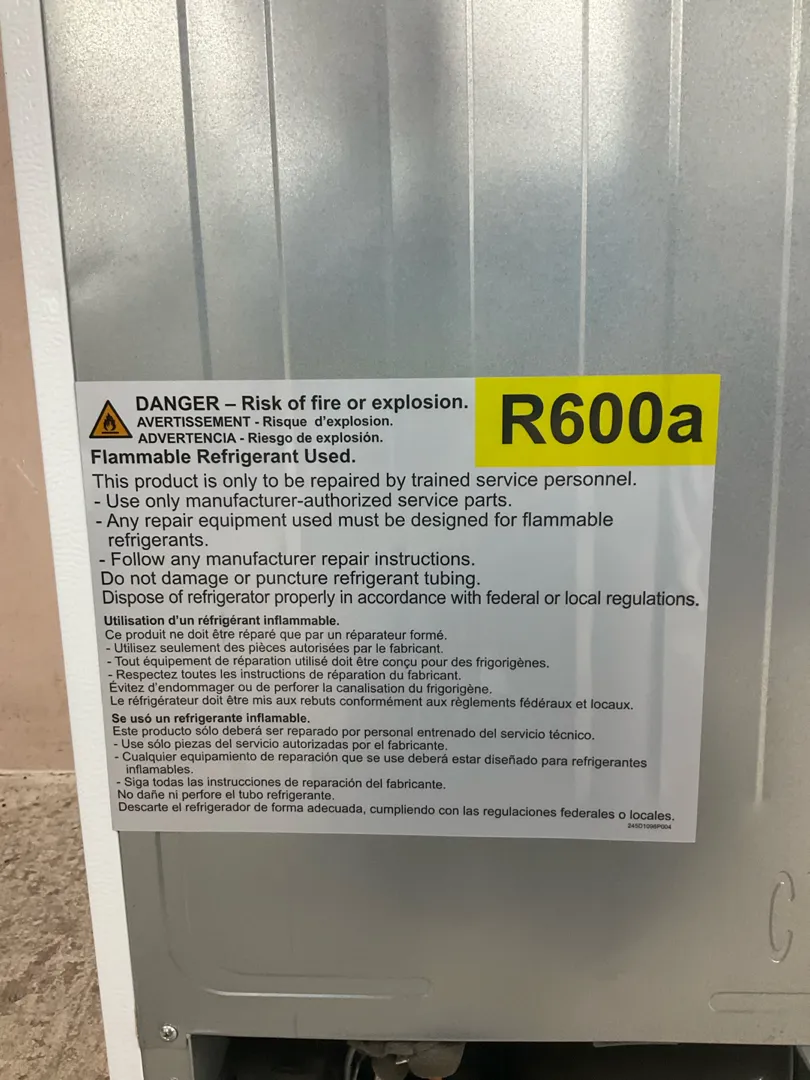 DANGER – Risk of fire or explosion.
AVERTISSEMENT - Risque d'explosion.
ADVERTENCIA - Riesgo de explosión.
Flammable Refrigerant Used.
R600a
This product is only to be repaired by trained service personnel.
- Use only manufacturer-authorized service parts.
- Any repair equipment used must be designed for flammable
refrigerants.
- Follow any manufacturer repair instructions.
Do not damage or puncture refrigerant tubing.
Dispose of refrigerator properly in accordance with federal or local regulations.
Utilisation d'un réfrigérant inflammable.
Ce produit ne doit être réparé que par un réparateur formé.
- Utilisez seulement des pièces autorisées par le fabricant.
- Tout équipement de réparation utilisé doit être conçu pour des frigorigènes.
- Respectez toutes les instructions de réparation du fabricant.
Évitez d'endommager ou de perforer la canalisation du frigorigène.
Le réfrigérateur doit être mis aux rebuts conformément aux règlements fédéraux et locaux.
Se usó un refrigerante inflamable.
Este producto sólo deberá ser reparado por personal entrenado del servicio técnico.
- Use sólo piezas del servicio autorizadas por el fabricante.
- Cualquier equipamiento de reparación que se use deberá estar diseñado para refrigerantes
inflamables.
- Siga todas las instrucciones de reparación del fabricante.
No dañe ni perfore el tubo refrigerante.
Descarte el refrigerador de forma adecuada, cumpliendo con las regulaciones federales o locales.
245D1096P004